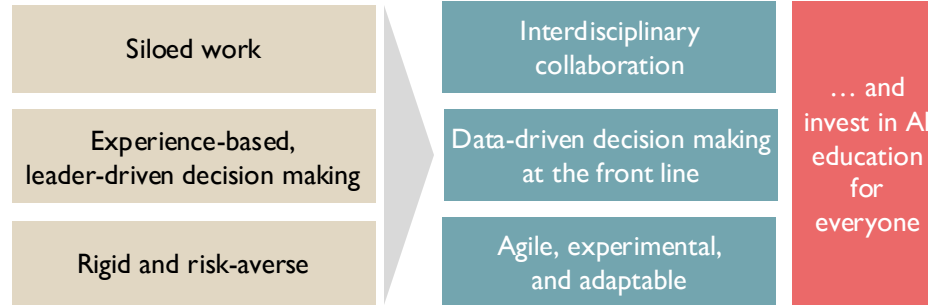 Siloed work
Experience-based,
leader-driven decision making
Rigid and risk-averse
Interdisciplinary
collaboration
Data-driven decision making
at the front line
Agile, experimental,
and adaptable
… and
invest in AI
education
for
everyone